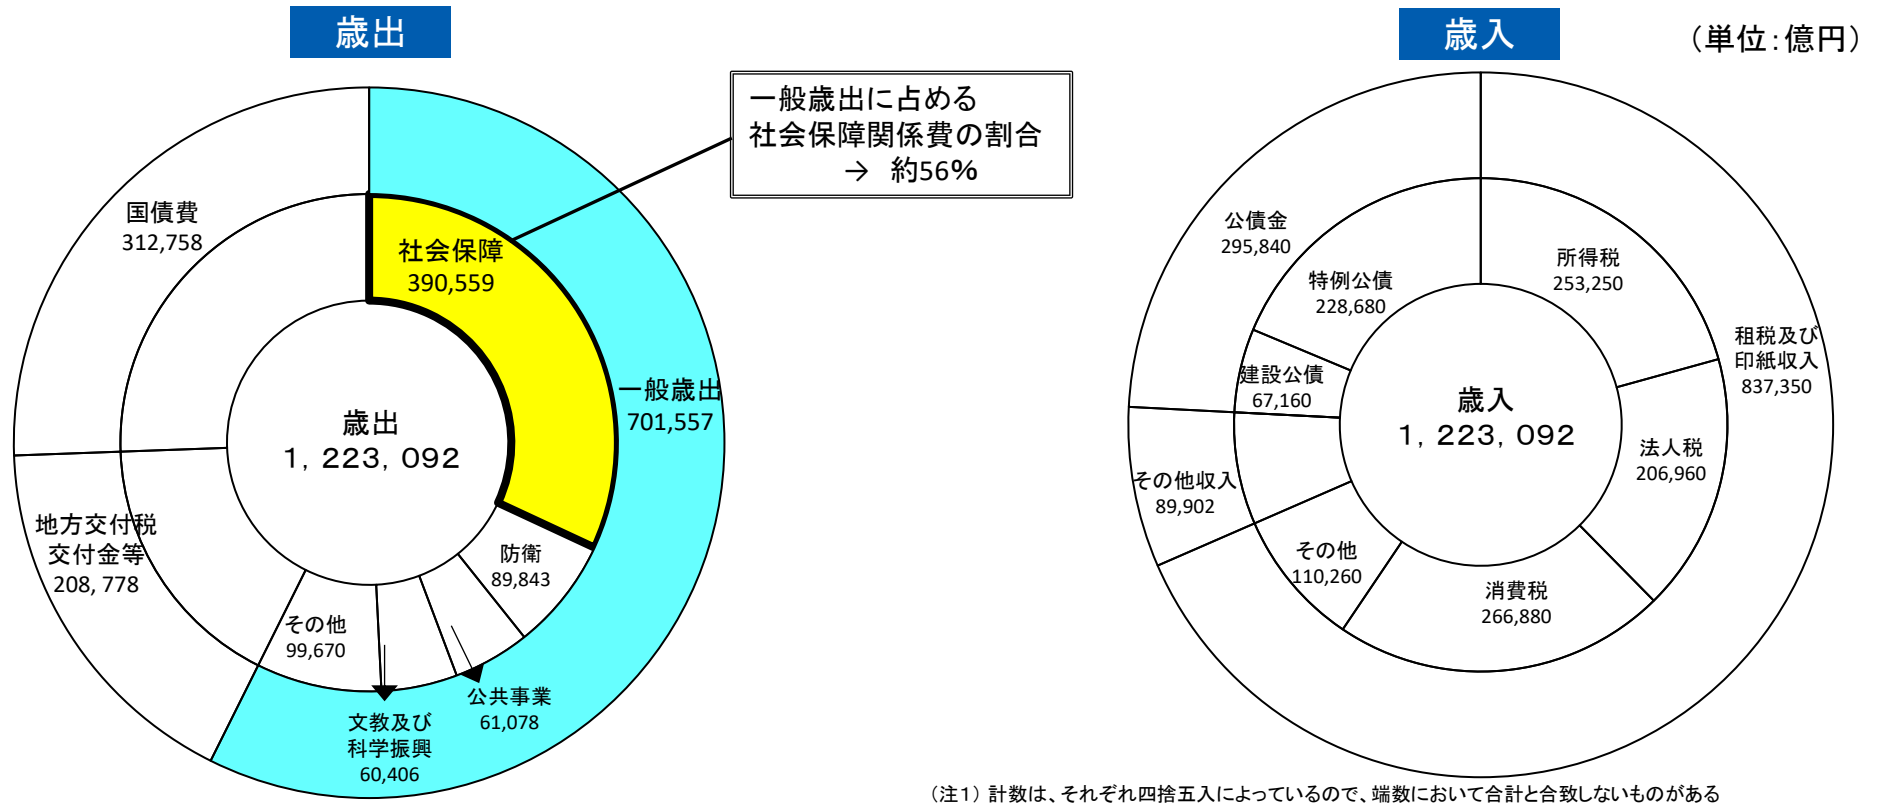 歳出
一般歳出に占める
社会保障関係費の割合
→ 約56%
国債費
312,758
社会保障
390,559
一般歳出
701,557
歳出
1,223,092
防衛
89,843
地方交付税
交付金等
208,778
その他
99,670
公共事業
61,078
文教及び
科学振興
60,406
歳入
（単位：億円）
公債金
295,840
所得税
253,250
特例公債
228,680
租税及び
印紙収入
837,350
建設公債
67,160
歳入
1,223,092
法人税
206,960
その他収入
89,902
その他
110,260
消費税
266,880
（注1）計数は、それぞれ四捨五入によっているので、端数において合計と合致しないものがある